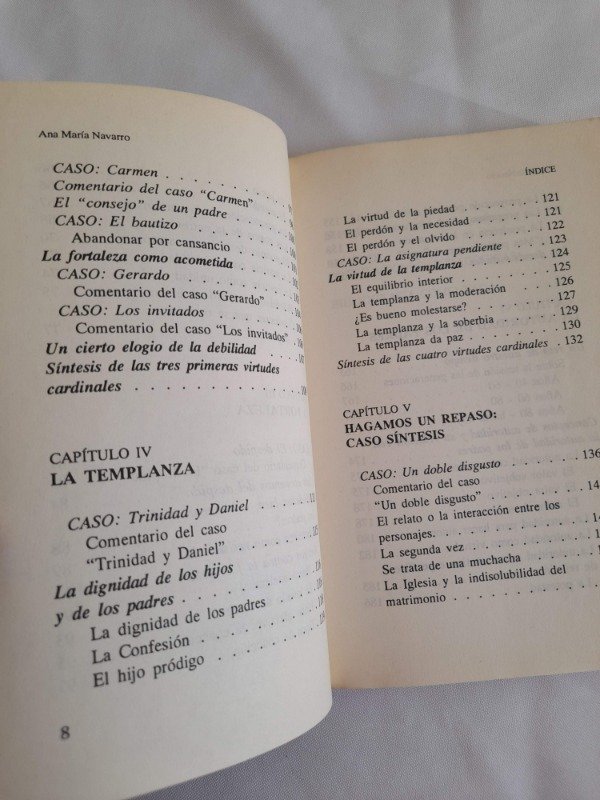 Ana María Navarro
CASO: Carmen . . . . . . . . . . .
Comentario del caso "Carmen" . . . .
El "consejo" de un padre . . . . . .
CASO: El bautizo . . . . . . . . .
Abandonar por cansancio . . . . .
La fortaleza como acometida . . . .
CASO: Gerardo . . . . . . . . .
Comentario del caso "Gerardo" . .
CASO: Los invitados . . . . . . .
Comentario del caso "Los invitados" .
Un cierto elogio de la debilidad . . .
Síntesis de las tres primeras virtudes
cardinales . . . . . . . . . . . .
CAPÍTULO IV
LA TEMPLANZA
CASO: Trinidad y Daniel . . . . .
Comentario del caso
"Trinidad y Daniel" . . . . . .
La dignidad de los hijos
y de los padres . . . . . . . . .
La dignidad de los padres . . . .
La Confesión . . . . . . . . .
El hijo pródigo . . . . . . . .
8
ÍNDICE
La virtud de la piedad . . . . . . 121
El perdón y la necesidad . . . . . 121
El perdón y el olvido . . . . . . 122
CASO: La asignatura pendiente . . . . 123
La virtud de la templanza . . . . . . 124
El equilibrio interior . . . . . . . 125
La templanza y la moderación . . . 126
¿Es bueno molestarse? . . . . . . 127
La templanza y la soberbia . . . . 129
La templanza da paz . . . . . . . 130
Síntesis de las cuatro virtudes cardinales . 132
CAPÍTULO V
HAGAMOS UN REPASO:
CASO SÍNTESIS
CASO: Un doble disgusto . . . . . . 136
Comentario del caso
"Un doble disgusto" . . . . . . .
El relato o la interacción entre los
personajes. . . . . . . . . . .
La segunda vez . . . . . . . . .
Se trata de una muchacha . . . . .
La Iglesia y la indisolubilidad del
matrimonio . . . . . . . . . .